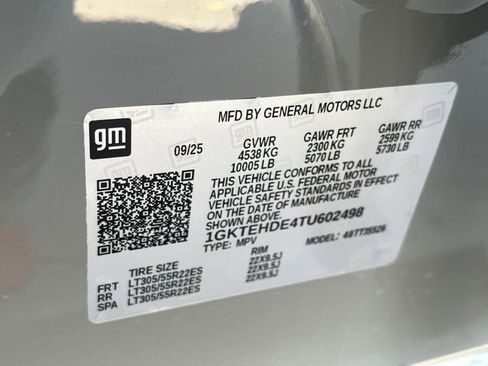 MFD BY GENERAL MOTORS LLC
gm
09/25 GVWR GAWR FRT GAWR RR
4538 KG 2300 KG 2599 KG
10005 LB 5070 LB 5730 LB
THIS VEHICLE CONFORMS TO ALL
APPLICABLE U.S. FEDERAL MOTOR
VEHICLE SAFETY STANDARDS IN EFFECT
ON THE DATE OF MANUFACTURE
SHOWN ABOVE.
1GKTEHDE4TU602498
TYPE: MPV MODEL: 48TT35526
TIRE SIZE RIM
FRT LT305/55R22ES 22X9.5J
RR LT305/55R22ES 22X9.5J
SPA LT305/55R22ES 22X9.5J